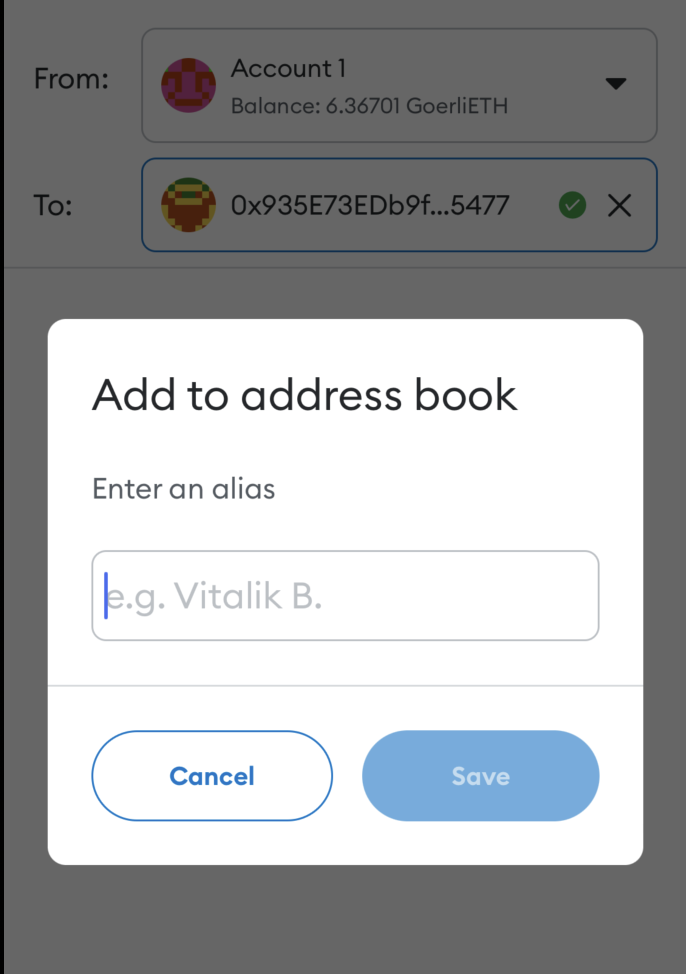 From:
Account 1
Balance: 6.36701 GoerliETH
To:
0x935E73EDb9f...5477
Add to address book
Enter an alias
e.g. Vitalik B.
Cancel
Save